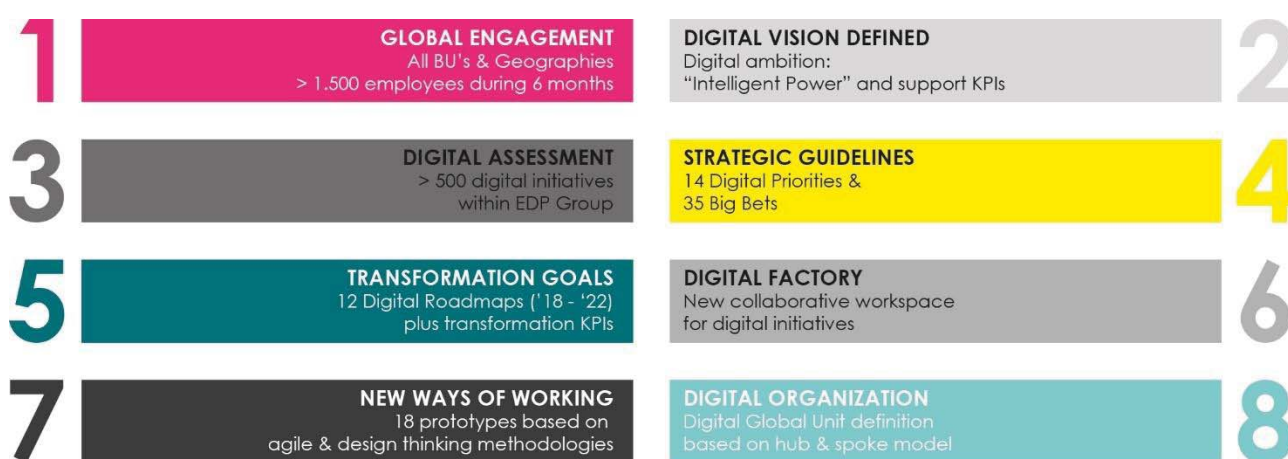 1
GLOBAL ENGAGEMENT
All BU's & Geographies
> 1.500 employees during 6 months
DIGITAL VISION DEFINED
Digital ambition:
“Intelligent Power” and support KPIs
2
3
DIGITAL ASSESSMENT
> 500 digital initiatives
within EDP Group
STRATEGIC GUIDELINES
14 Digital Priorities &
35 Big Bets
4
5
TRANSFORMATION GOALS
12 Digital Roadmaps ('18 - ‘22)
plus transformation KPIs
DIGITAL FACTORY
New collaborative workspace
for digital initiatives
6
7
NEW WAYS OF WORKING
18 prototypes based on
agile & design thinking methodologies
DIGITAL ORGANIZATION
Digital Global Unit definition
based on hub & spoke model
8